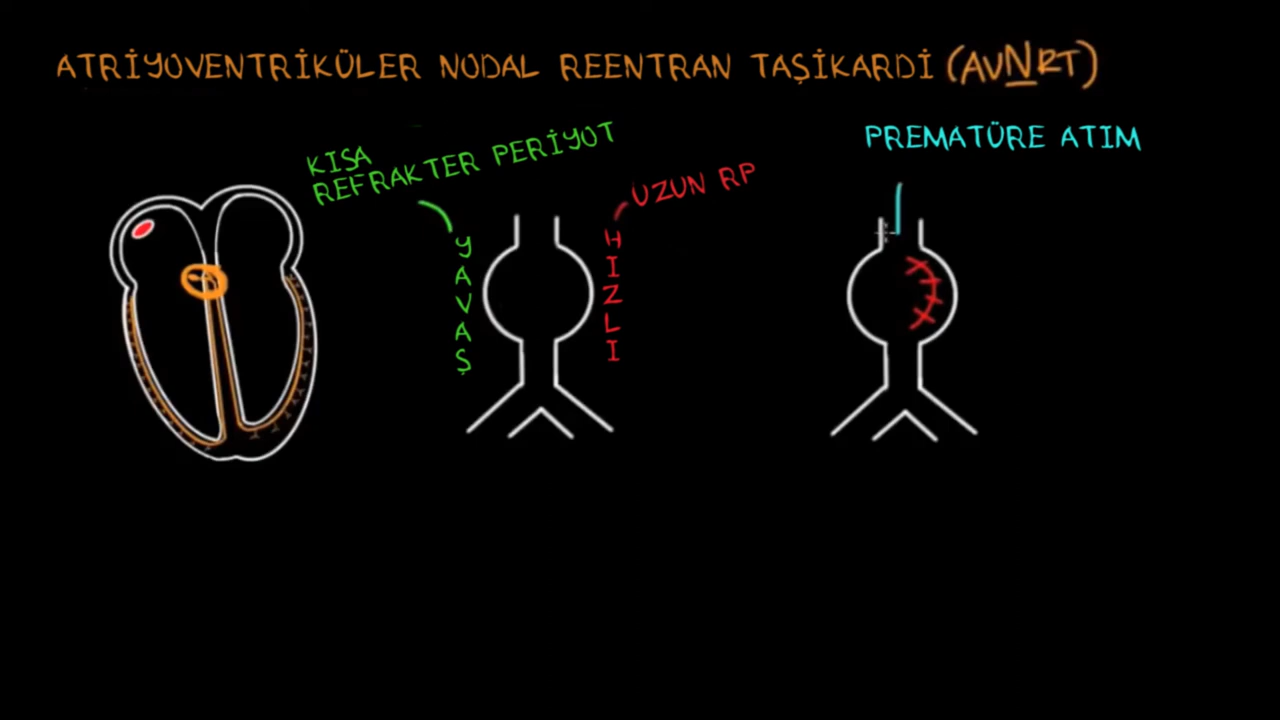 ATRİYOVENTRİKÜLER NODAL REENTRAN TAŞİKARDİ (AVNRT)
PREMATÜRE ATIM
KISA
REFRAKTER PERİYOT
UZUN RP
YAVAŞ
HIZLI